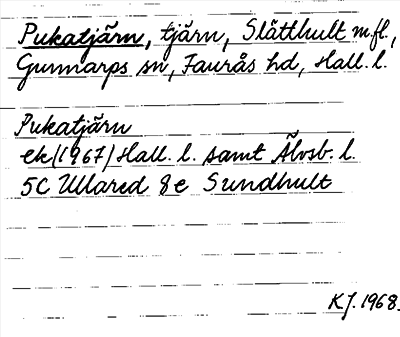 Pukatjärn, tjärn, Slätthult m.fl.,
Gunnarps sn, Faurås hd, Hall. l.
Pukatjärn
ek (1967) Hall. l. samt Älvsb. l.
5C Ullared 8e Sundhult
K.J. 1968.